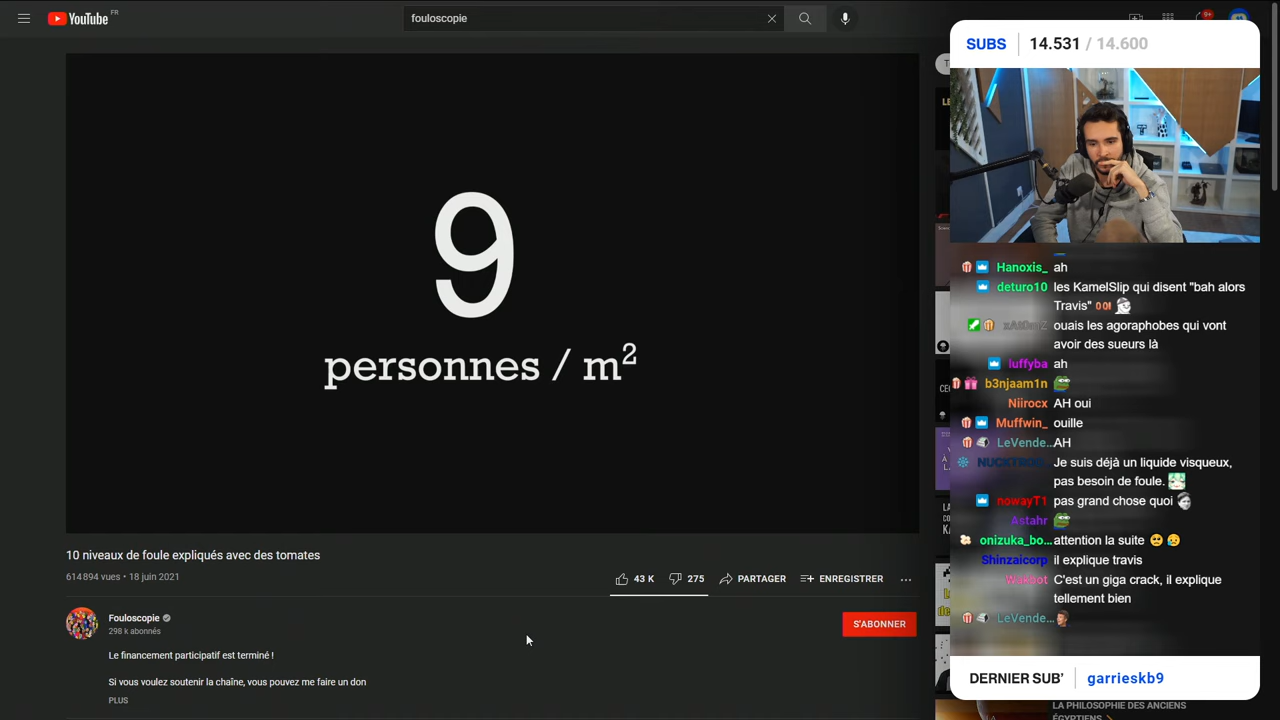 YouTube FR
fouloscopie
9+
SUBS 14.531 / 14.600
9
personnes / m²
Hanoxis_ ah
deturo10 les KamelSlip qui disent "bah alors
Travis"
ouais les agoraphobes qui vont
avoir des sueurs là
luffyba ah
b3njaam1n
Niirocx AH oui
Muffwin_ ouille
LeVende... AH
Je suis déjà un liquide visqueux,
pas besoin de foule.
nowayT1 pas grand chose quoi
Astahr
onizuka_bo... attention la suite
Shinzaicorp il explique travis
C'est un giga crack, il explique
tellement bien
LeVende...
10 niveaux de foule expliqués avec des tomates
614 894 vues • 18 juin 2021
43 K 275 PARTAGER ENREGISTRER ...
Fouloscopie
298 k abonnés
S'ABONNER
Le financement participatif est terminé !
Si vous voulez soutenir la chaîne, vous pouvez me faire un don
PLUS
DERNIER SUB' garrieskb9
LA PHILOSOPHIE DES ANCIENS
ÉGYPTIENS